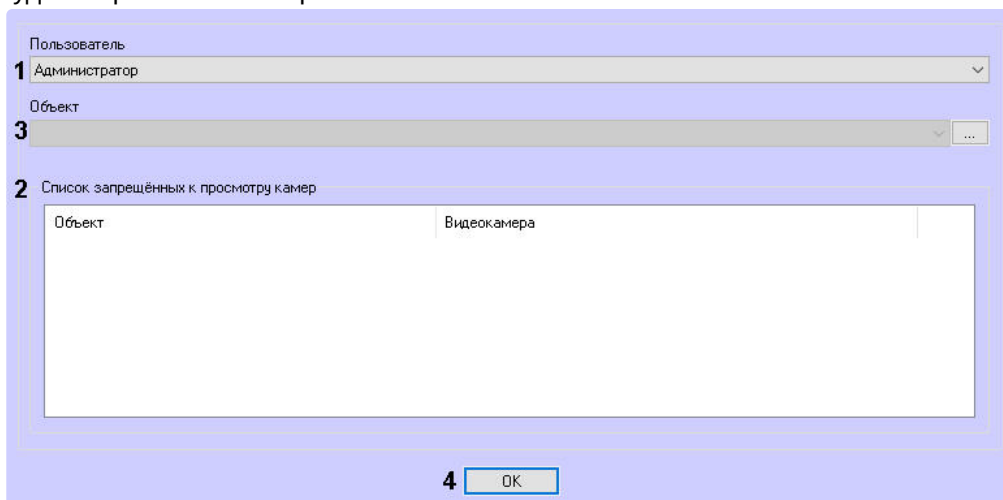 Пользователь
1 Администратор
Объект
3 ...
2 Список запрещённых к просмотру камер
Объект Видеокамера
4 OK